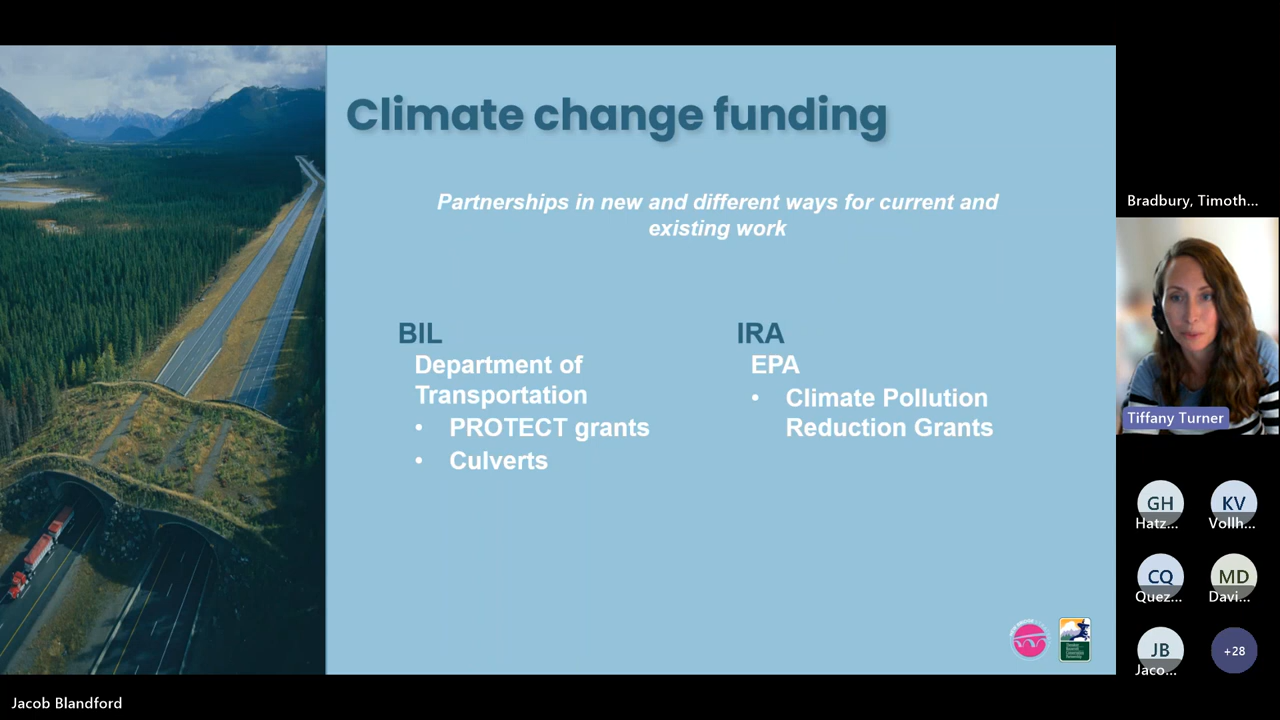 Climate change funding
Partnerships in new and different ways for current and
existing work
BIL
Department of
Transportation
• PROTECT grants
• Culverts
IRA
EPA
• Climate Pollution
Reduction Grants
Bradbury, Timoth...
Tiffany Turner
GH
Hatz...
KV
Vollh...
CQ
Quez...
MD
Davi...
JB
Jaco...
+28
Jacob Blandford